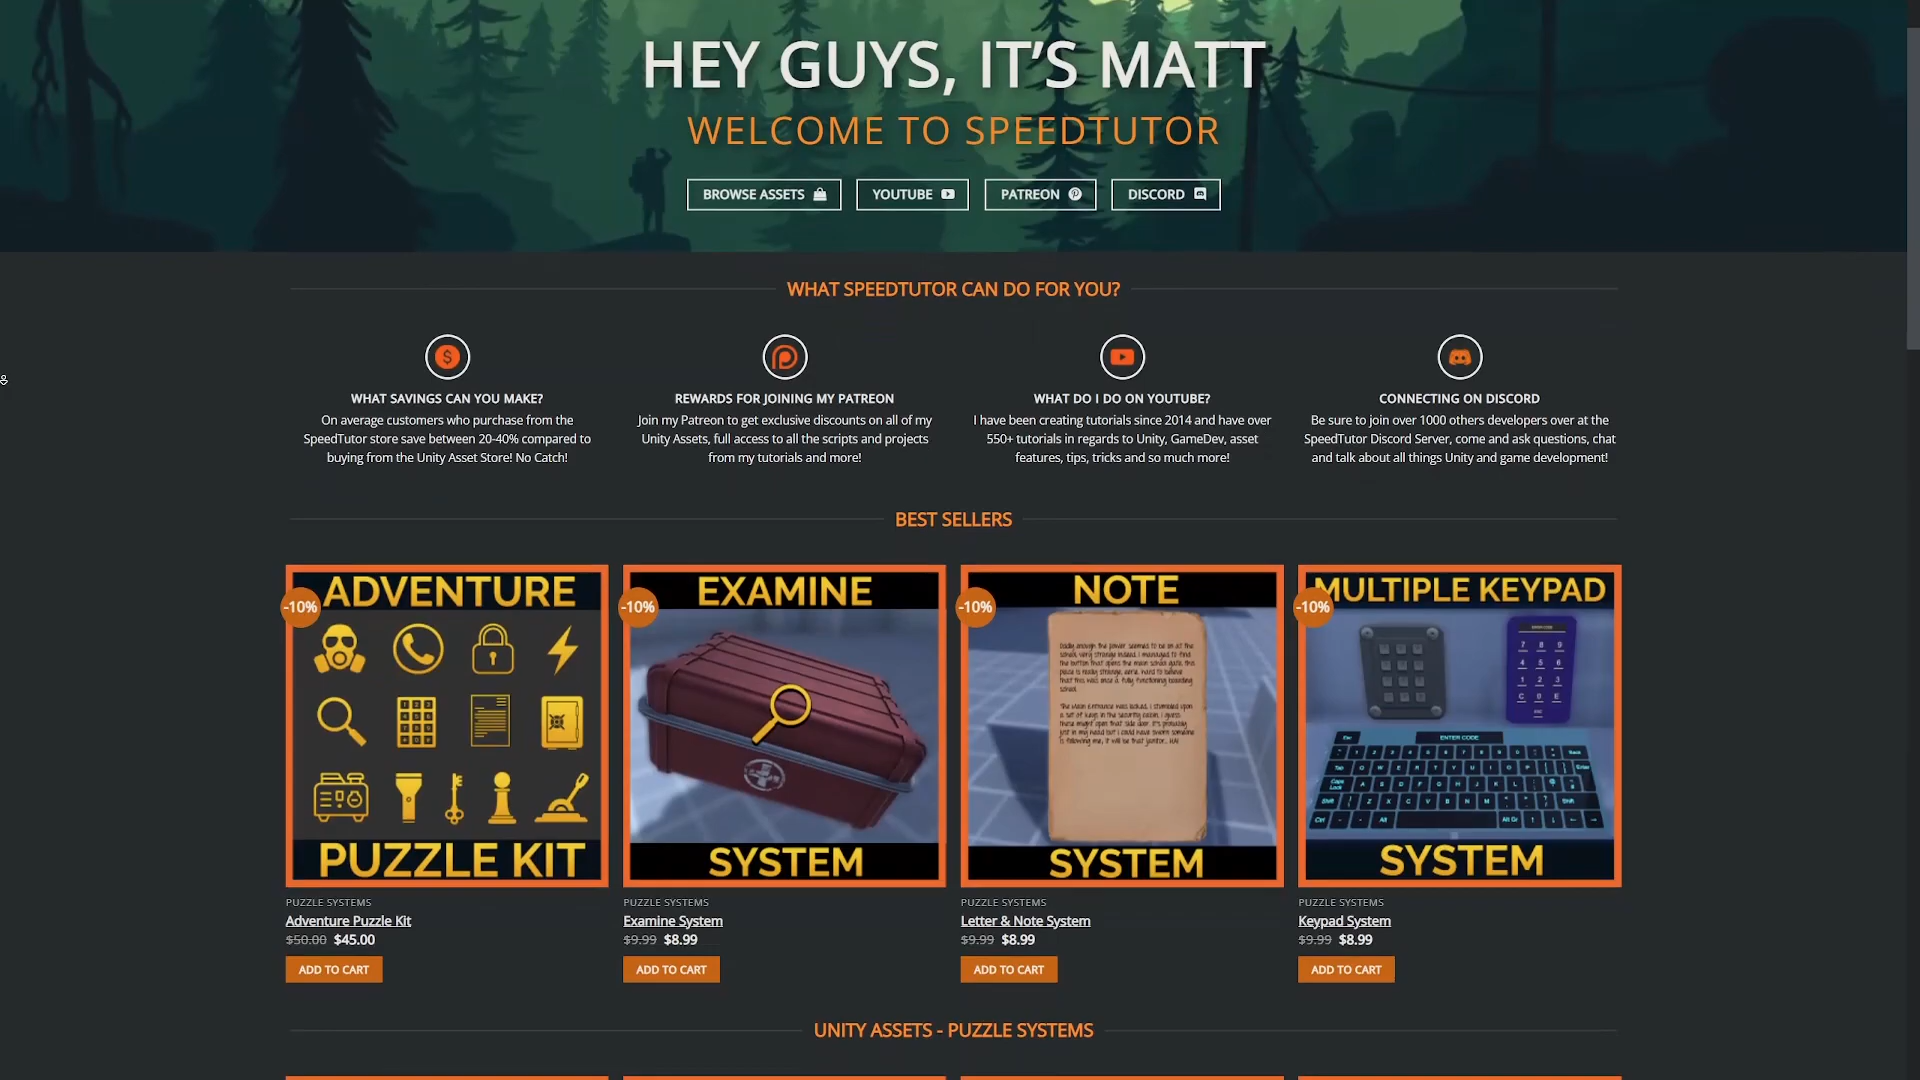 HEY GUYS, IT'S MATT
WELCOME TO SPEEDTUTOR
BROWSE ASSETS
YOUTUBE
PATREON
DISCORD
WHAT SPEEDTUTOR CAN DO FOR YOU?
WHAT SAVINGS CAN YOU MAKE?
On average customers who purchase from the
SpeedTutor store save between 20-40% compared to
buying from the Unity Asset Store! No Catch!
REWARDS FOR JOINING MY PATREON
Join my Patreon to get exclusive discounts on all of my
Unity Assets, full access to all the scripts and projects
from my tutorials and more!
WHAT DO I DO ON YOUTUBE?
I have been creating tutorials since 2014 and have over
550+ tutorials in regards to Unity, GameDev, asset
features, tips, tricks and so much more!
CONNECTING ON DISCORD
Be sure to join over 1000 others developers over at the
SpeedTutor Discord Server, come and ask questions, chat
and talk about all things Unity and game development!
BEST SELLERS
-10%
ADVENTURE
PUZZLE KIT
PUZZLE SYSTEMS
Adventure Puzzle Kit
$50.00 $45.00
ADD TO CART
-10%
EXAMINE
SYSTEM
PUZZLE SYSTEMS
Examine System
$9.99 $8.99
ADD TO CART
-10%
NOTE
SYSTEM
PUZZLE SYSTEMS
Letter & Note System
$9.99 $8.99
ADD TO CART
-10%
MULTIPLE KEYPAD
ENTER CODE
SYSTEM
PUZZLE SYSTEMS
Keypad System
$9.99 $8.99
ADD TO CART
UNITY ASSETS - PUZZLE SYSTEMS